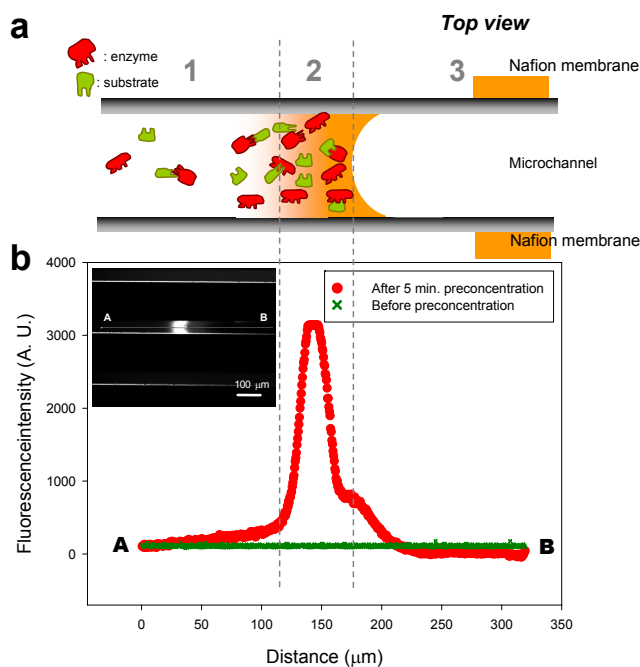 a
Top view
: enzyme
: substrate
1
2
3
Nafion membrane
Microchannel
Nafion membrane
b
4000
3000
2000
1000
0
Fluorescenceintensity (A. U.)
A
B
100 μm
After 5 min. preconcentration
Before preconcentration
A
B
0
50
100
150
200
250
300
350
Distance (μm)